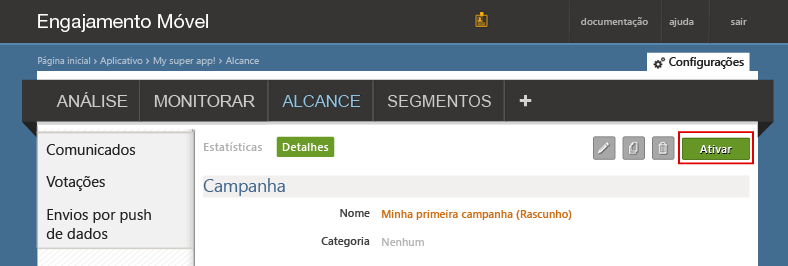 Engajamento Móvel
documentação
ajuda
sair
Página inicial › Aplicativo › My super app! › Alcance
Configurações
ANÁLISE
MONITORAR
ALCANCE
SEGMENTOS
+
Comunicados
Votações
Envios por push
de dados
Estatísticas
Detalhes
Ativar
Campanha
Nome Minha primeira campanha (Rascunho)
Categoria Nenhum